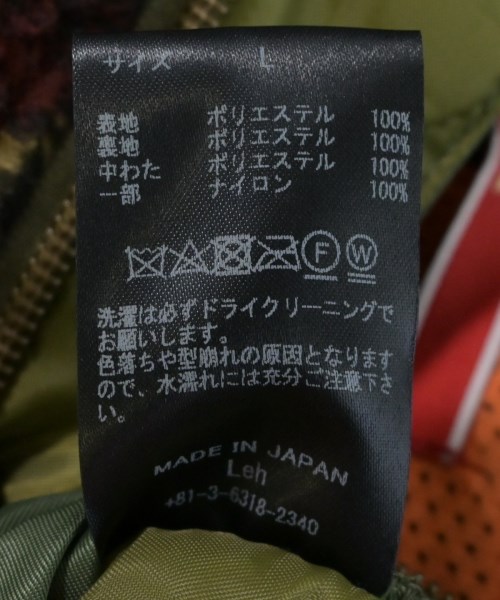 サイズ L
表地 ポリエステル 100%
裏地 ポリエステル 100%
中わた ポリエステル 100%
一部 ナイロン 100%
F W
洗濯は必ずドライクリーニングで
お願いします。
色落ちや型崩れの原因となります
ので、水濡れには充分ご注意下さ
い。
MADE IN JAPAN
Leh
+81-3-6318-2340